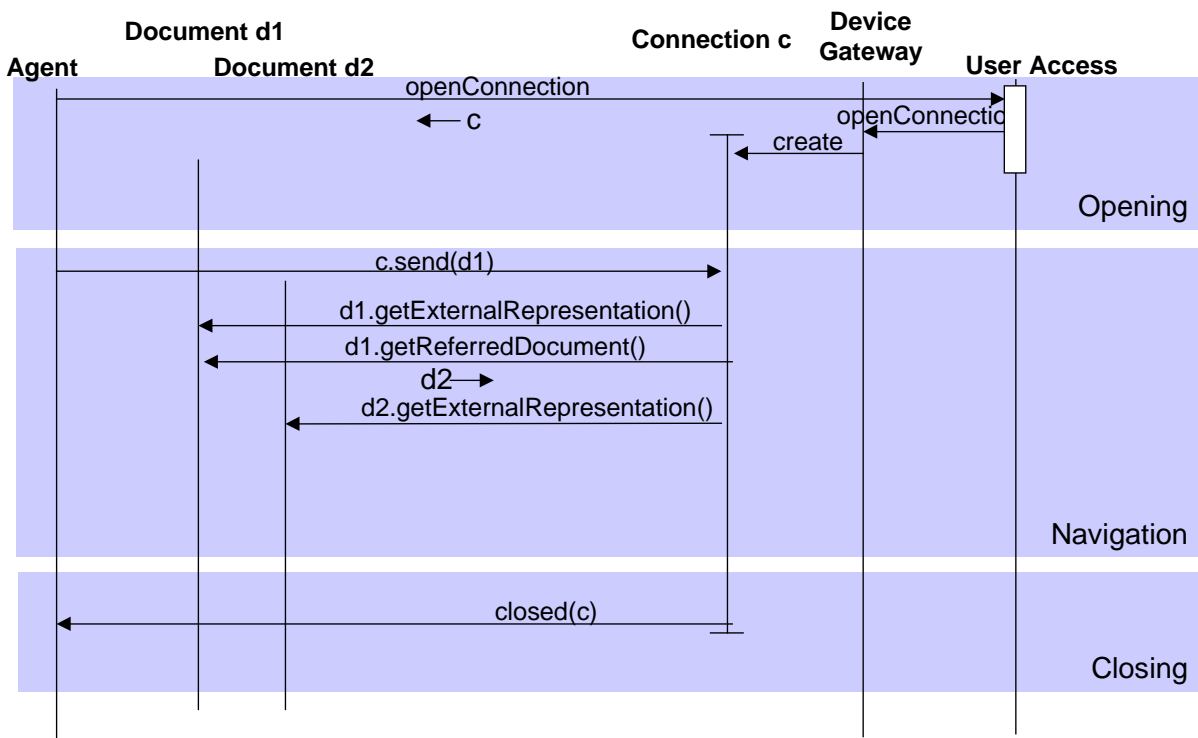 Document d1
Device
Gateway
Connection c
Agent
Document d2
User Access
openConnection
c
openConnectio
create
Opening
c.send(d1)
d1.getExternalRepresentation()
d1.getReferredDocument()
d2
d2.getExternalRepresentation()
Navigation
closed(c)
Closing